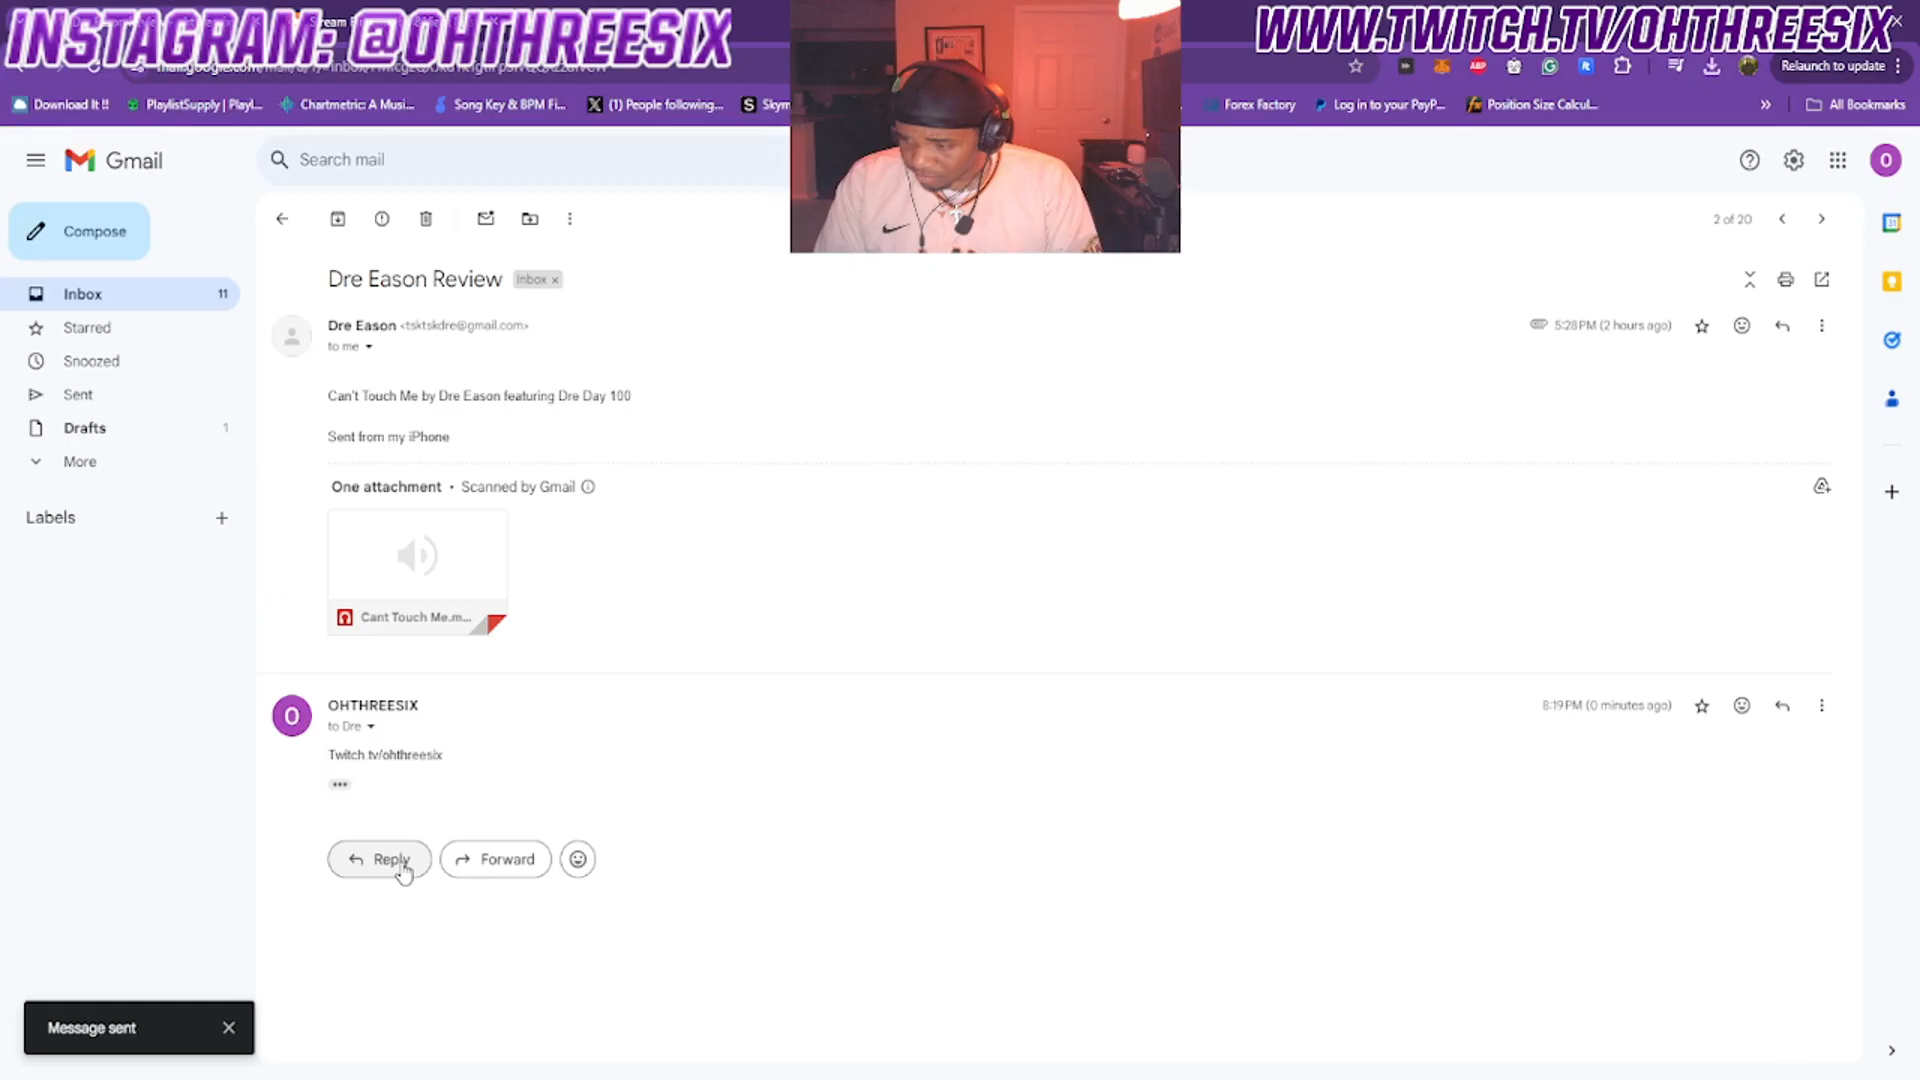 INSTAGRAM: @OHTHREESIX
WWW.TWITCH.TV/OHTHREESIX
Relaunch to update
Download It !!
PlaylistSupply | Playl...
Chartmetric: A Musi...
Song Key & BPM Fi...
(1) People following...
Skym
Forex Factory
Log in to your PayP...
Position Size Calcul...
All Bookmarks
Gmail
Search mail
Compose
2 of 20
Dre Eason Review
Inbox ×
Inbox
11
Starred
Snoozed
Sent
Drafts
1
More
Labels
Dre Eason <tsktskdre@gmail.com>
5:28 PM (2 hours ago)
to me
Can't Touch Me by Dre Eason featuring Dre Day 100
Sent from my iPhone
One attachment • Scanned by Gmail
Cant Touch Me.m...
O
OHTHREESIX
8:19 PM (0 minutes ago)
to Dre
Twitch tv/ohthreesix
Reply
Forward
Message sent